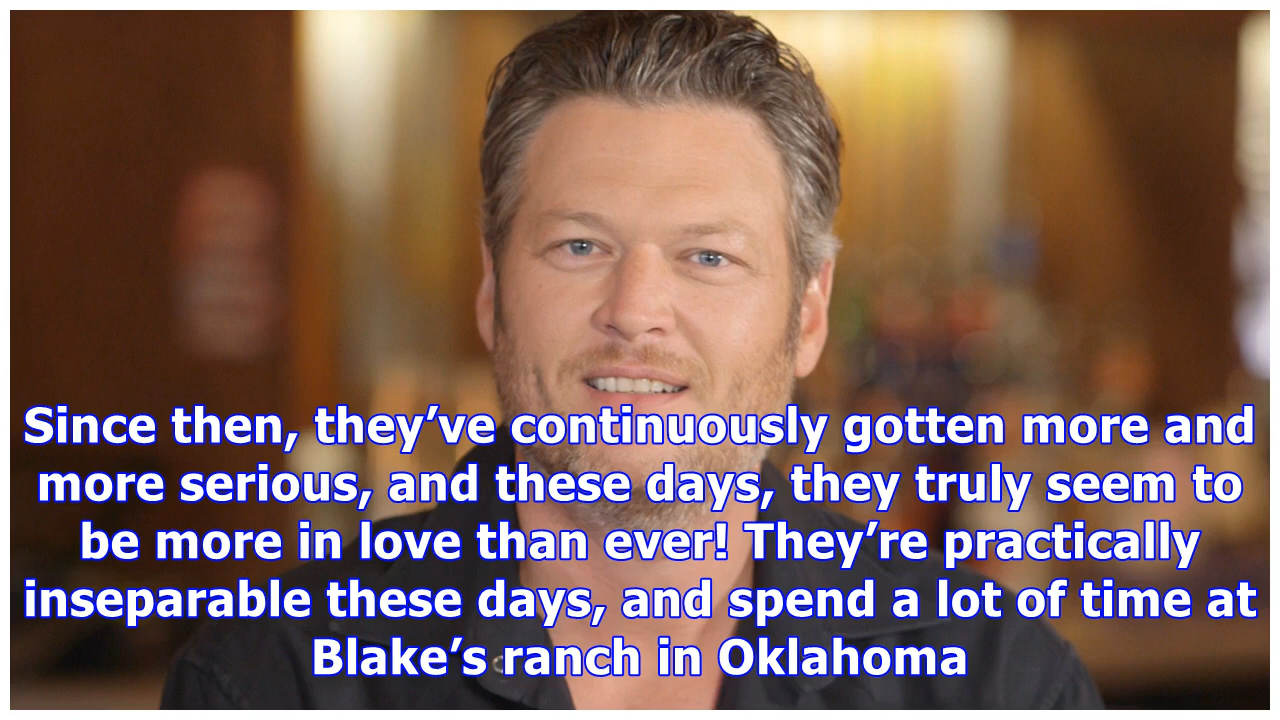 Since then, they’ve continuously gotten more and
more serious, and these days, they truly seem to
be more in love than ever! They’re practically
inseparable these days, and spend a lot of time at
Blake’s ranch in Oklahoma